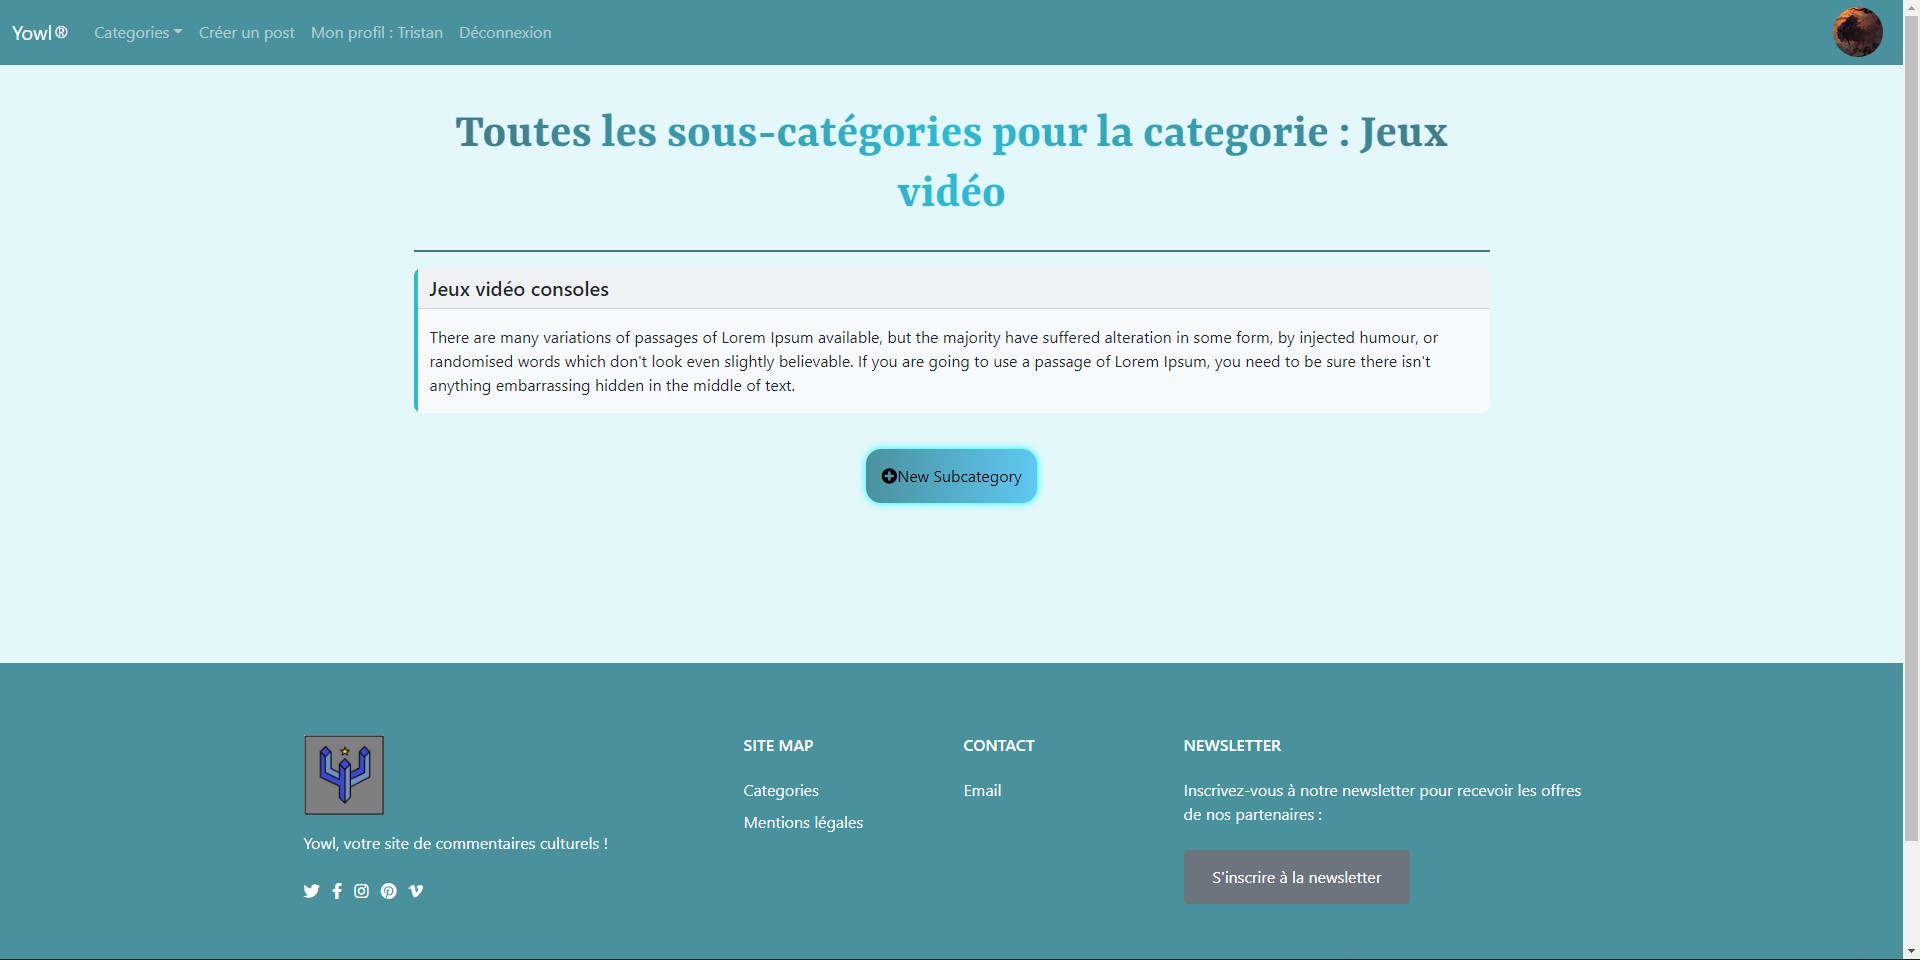 Yowl® Categories Créer un post Mon profil : Tristan Déconnexion
Toutes les sous-catégories pour la categorie : Jeux
vidéo
Jeux vidéo consoles
There are many variations of passages of Lorem Ipsum available, but the majority have suffered alteration in some form, by injected humour, or
randomised words which don't look even slightly believable. If you are going to use a passage of Lorem Ipsum, you need to be sure there isn't
anything embarrassing hidden in the middle of text.
New Subcategory
Yowl, votre site de commentaires culturels !
SITE MAP
Categories
Mentions légales
CONTACT
Email
NEWSLETTER
Inscrivez-vous à notre newsletter pour recevoir les offres
de nos partenaires :
S'inscrire à la newsletter